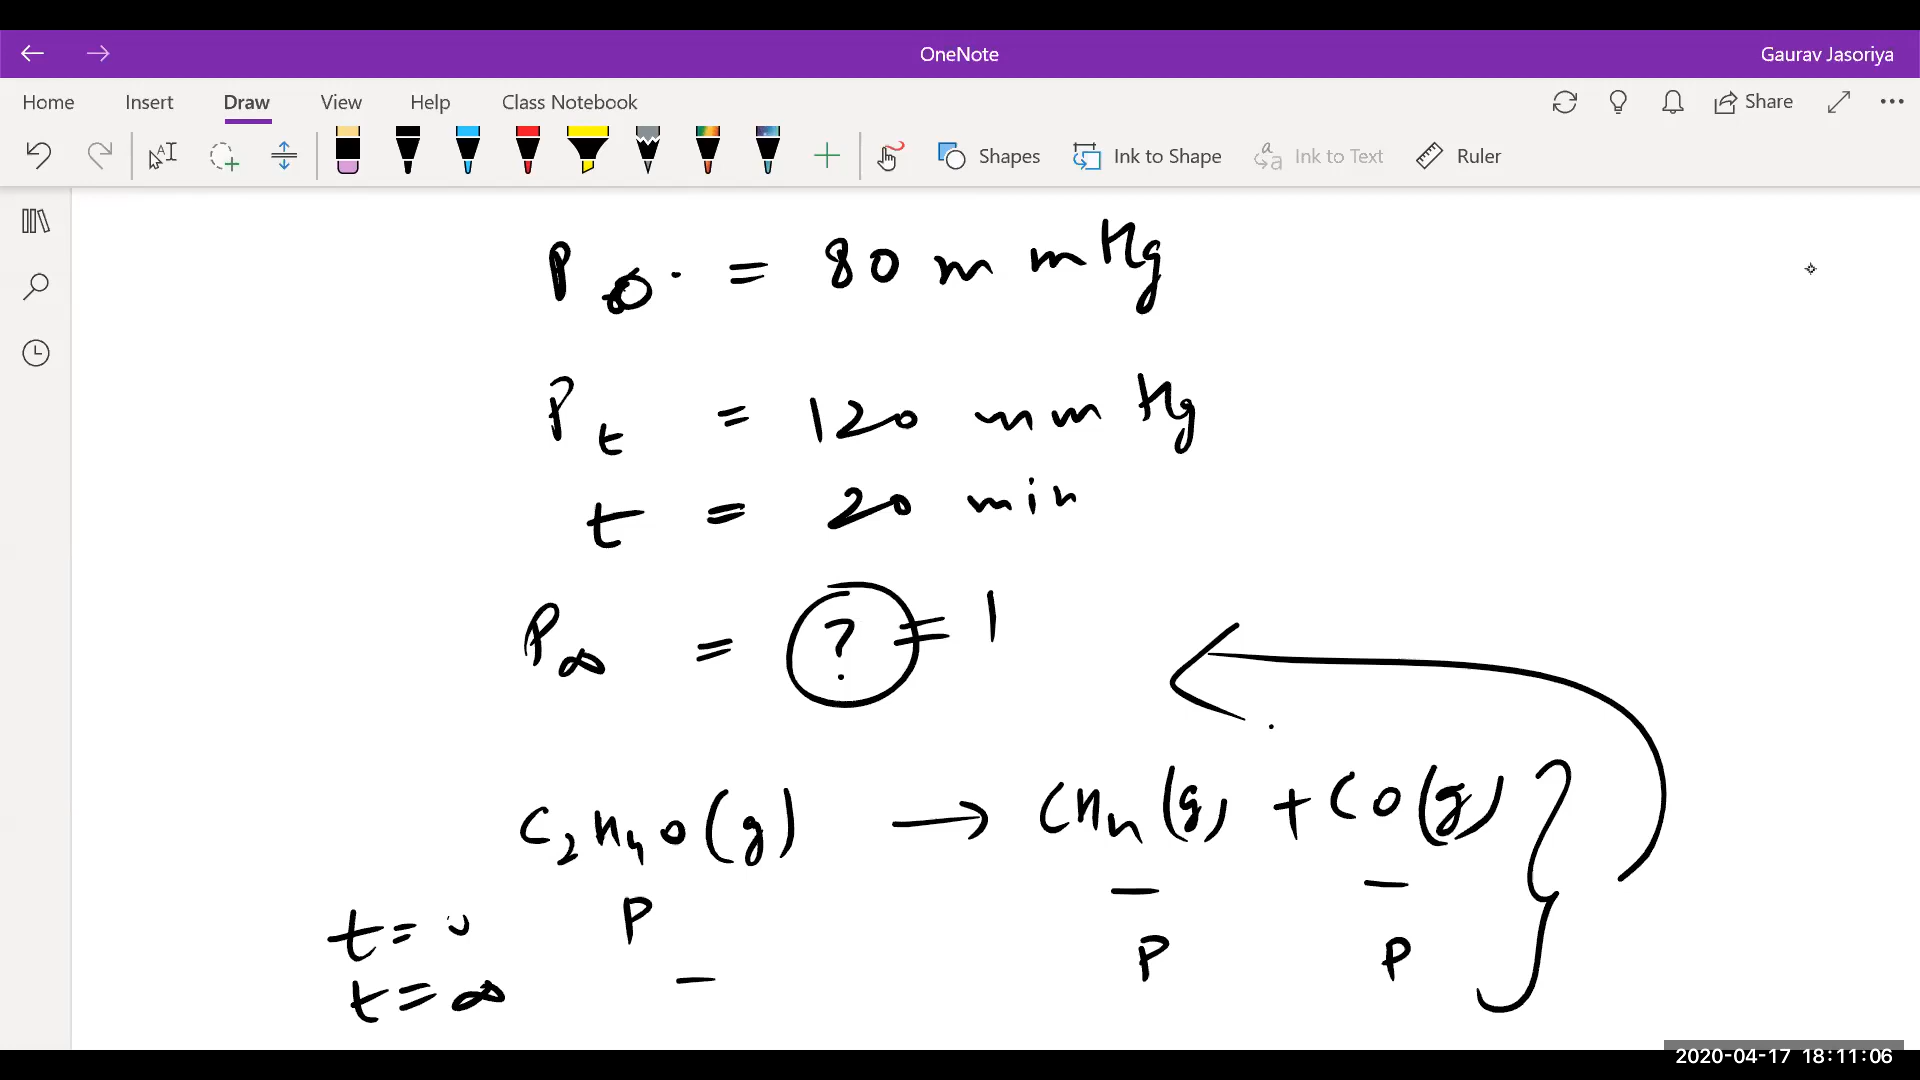 OneNote
Gaurav Jasoriya
Home Insert Draw View Help Class Notebook Share
Shapes Ink to Shape Ink to Text Ruler
P₀ = 80 mmHg
Pt = 120 mmHg
t = 20 min
P∞ = ? = 1
C₂H₄O(g) → CH₄(g) + CO(g)
t = 0 P — —
t = ∞ — P P
2020-04-17 18:11:06